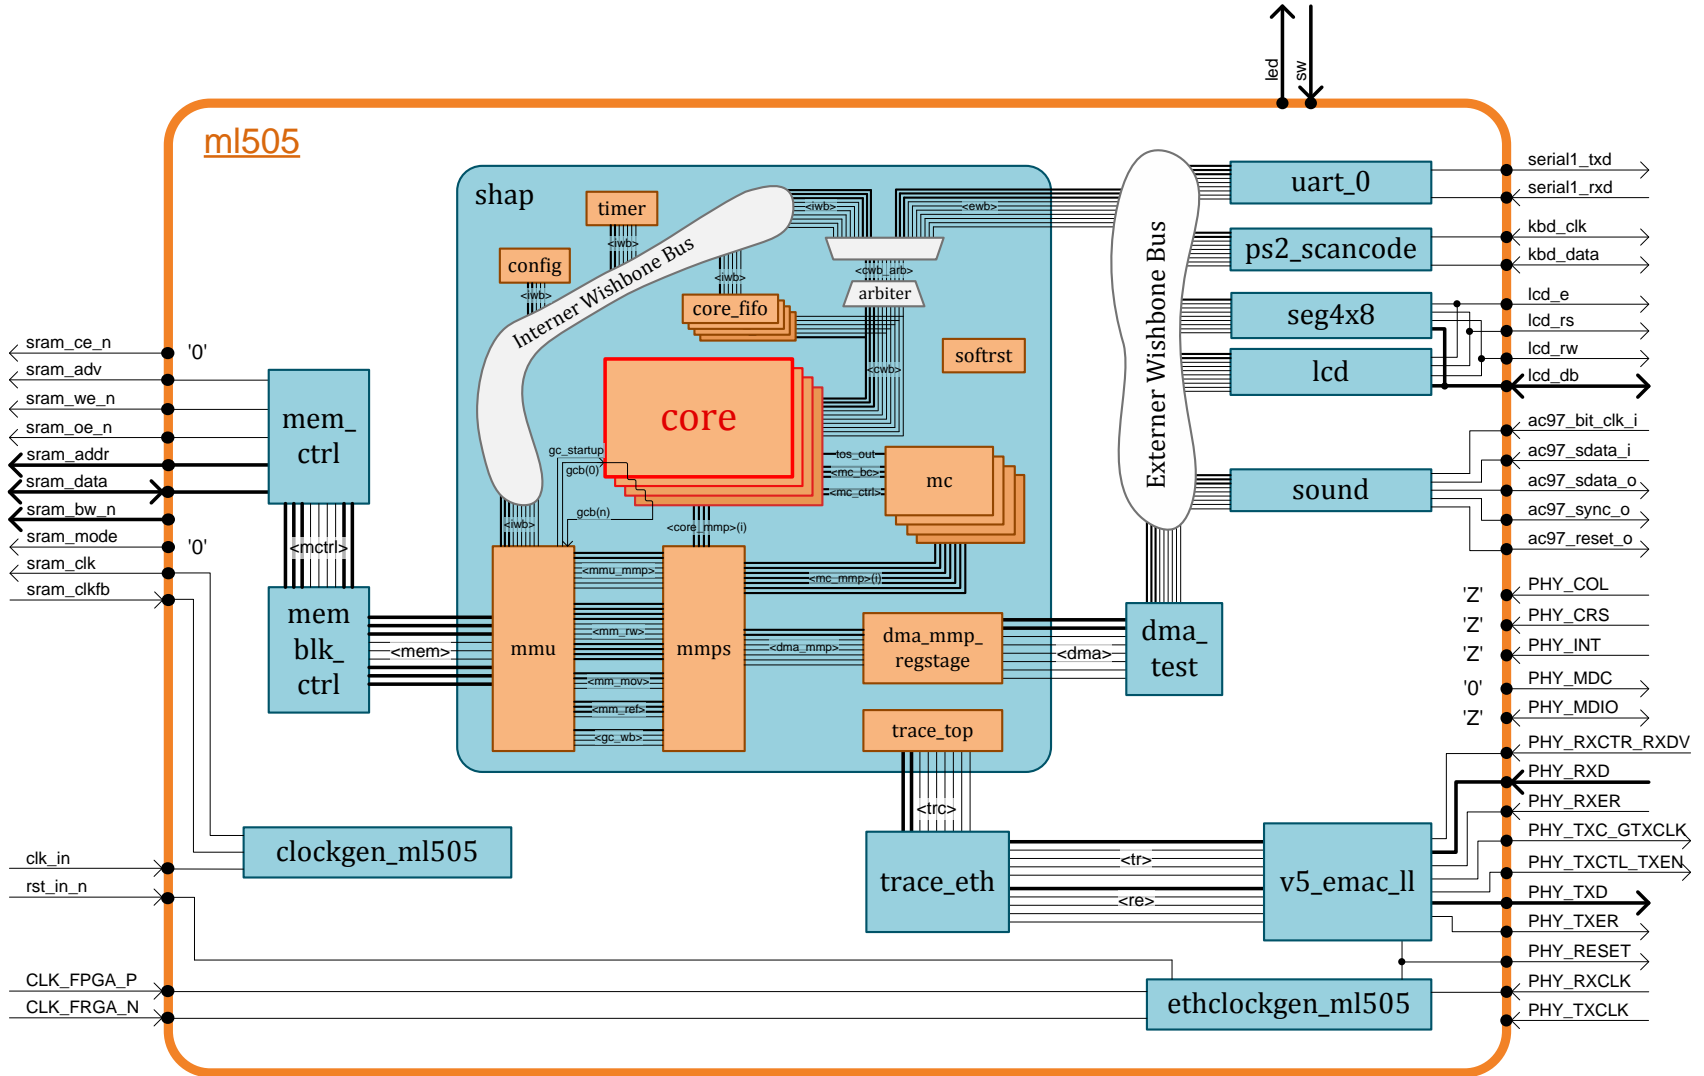 led
sw
ml505
shap
timer
<iwb>
config
<iwb>
Interner Wishbone Bus
<iwb>
<ewb>
<iwb>
<cwb_arb>
arbiter
core_fifo
softrst
<cwb>
core
gc_startup
gcb(0)
gcb(n)
tos_out
<mc_bc>
<mc_ctrl>
mc
<iwb>
<core_mmp>(i)
<mmu_mmp>
<mc_mmp>(i)
mmu
<mm_rw>
mmps
<dma_mmp>
dma_mmp_
regstage
<mm_mov>
<mm_ref>
<gc_wb>
trace_top
<trc>
Externer Wishbone Bus
uart_0
ps2_scancode
seg4x8
lcd
sound
<dma>
dma_
test
sram_ce_n
'0'
sram_adv
sram_we_n
sram_oe_n
sram_addr
sram_data
sram_bw_n
sram_mode
'0'
sram_clk
sram_clkfb
mem_
ctrl
<mctrl>
mem
blk_
ctrl
<mem>
clockgen_ml505
clk_in
rst_in_n
CLK_FPGA_P
CLK_FRGA_N
trace_eth
<tr>
<re>
v5_emac_ll
ethclockgen_ml505
serial1_txd
serial1_rxd
kbd_clk
kbd_data
lcd_e
lcd_rs
lcd_rw
lcd_db
ac97_bit_clk_i
ac97_sdata_i
ac97_sdata_o
ac97_sync_o
ac97_reset_o
'Z' PHY_COL
'Z' PHY_CRS
'Z' PHY_INT
'0' PHY_MDC
'Z' PHY_MDIO
PHY_RXCTR_RXDV
PHY_RXD
PHY_RXER
PHY_TXC_GTXCLK
PHY_TXCTL_TXEN
PHY_TXD
PHY_TXER
PHY_RESET
PHY_RXCLK
PHY_TXCLK